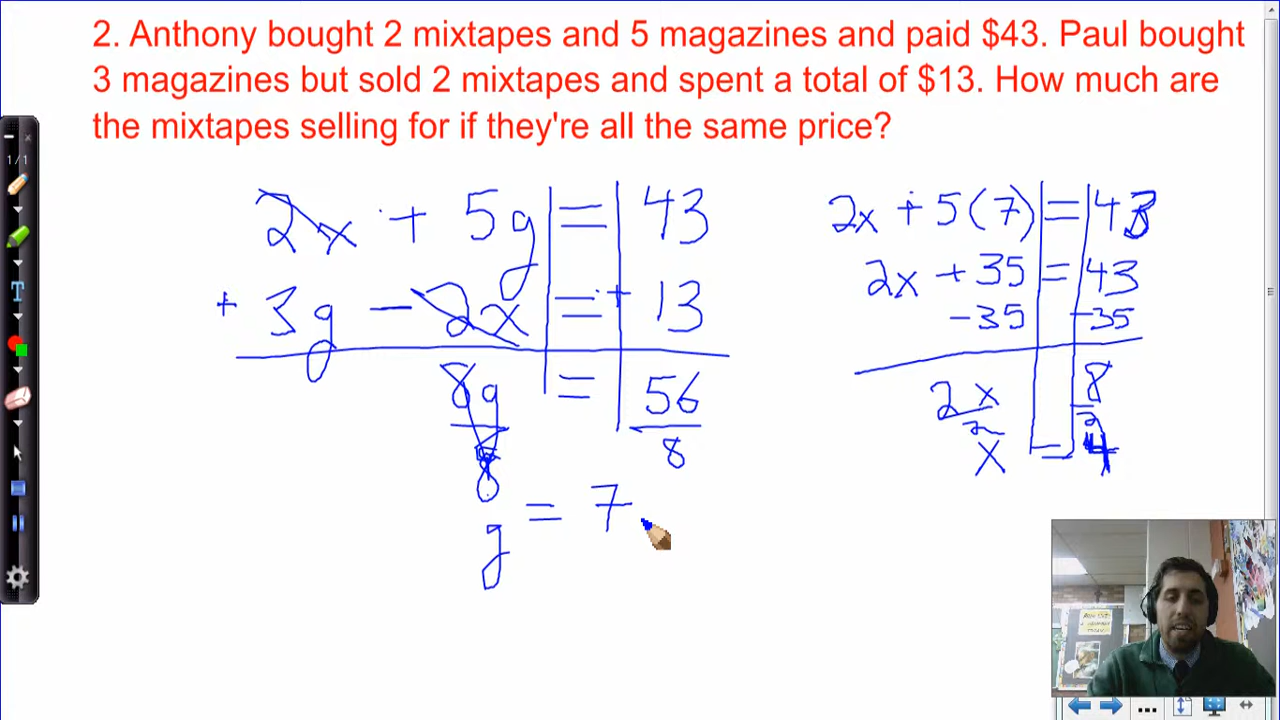 2. Anthony bought 2 mixtapes and 5 magazines and paid $43. Paul bought
3 magazines but sold 2 mixtapes and spent a total of $13. How much are
the mixtapes selling for if they're all the same price?
1/1
2x + 5g = 43
+ 3g - 2x = + 13
8g = 56
8 8
g = 7
2x + 5(7) = 43
2x + 35 = 43
-35 -35
2x = 8
2 2
x = 4